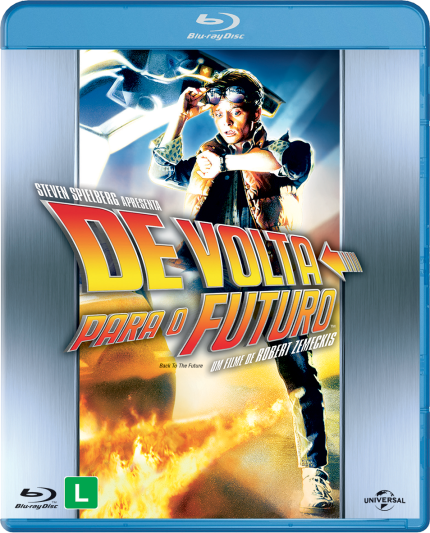 Blu-ray Disc
STEVEN SPIELBERG APRESENTA
DE VOLTA
PARA O FUTURO
Back To The Future
UM FILME DE ROBERT ZEMECKIS
Blu-ray Disc
L
UNIVERSAL